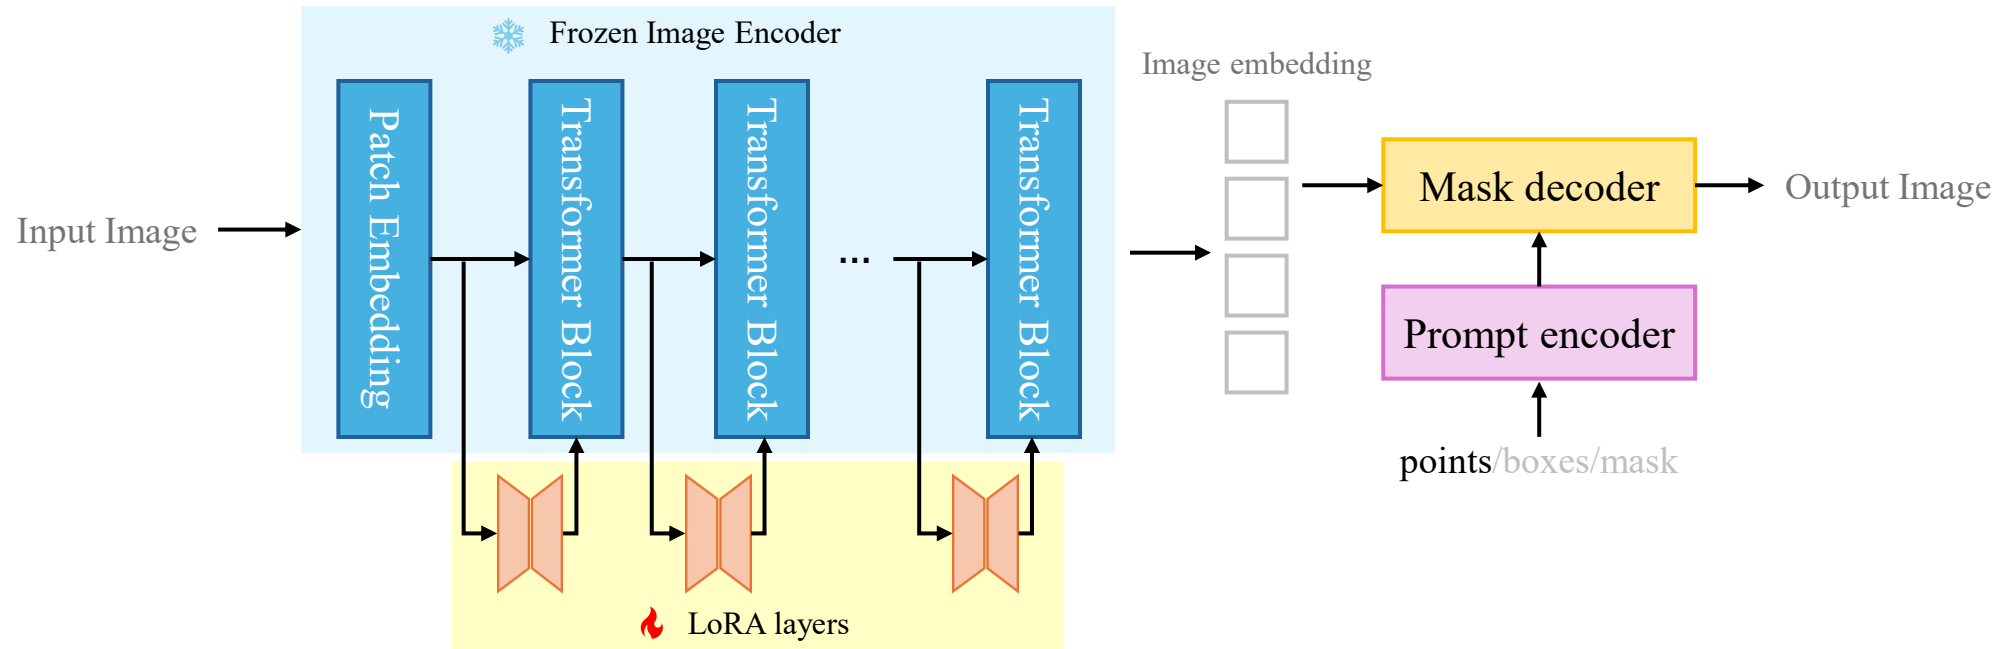 Frozen Image Encoder
Input Image
Patch Embedding
Transformer Block
Transformer Block
...
Transformer Block
LoRA layers
Image embedding
Mask decoder
Output Image
Prompt encoder
points/boxes/mask